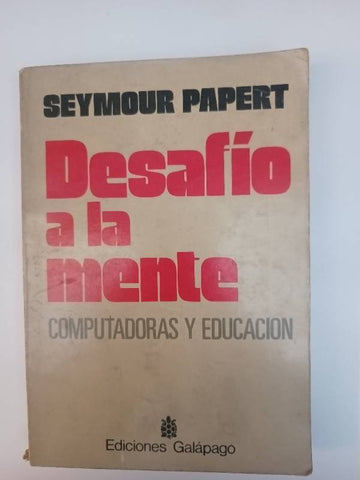 SEYMOUR PAPERT
Desafío
a la
mente
COMPUTADORAS Y EDUCACION
Ediciones Galápago